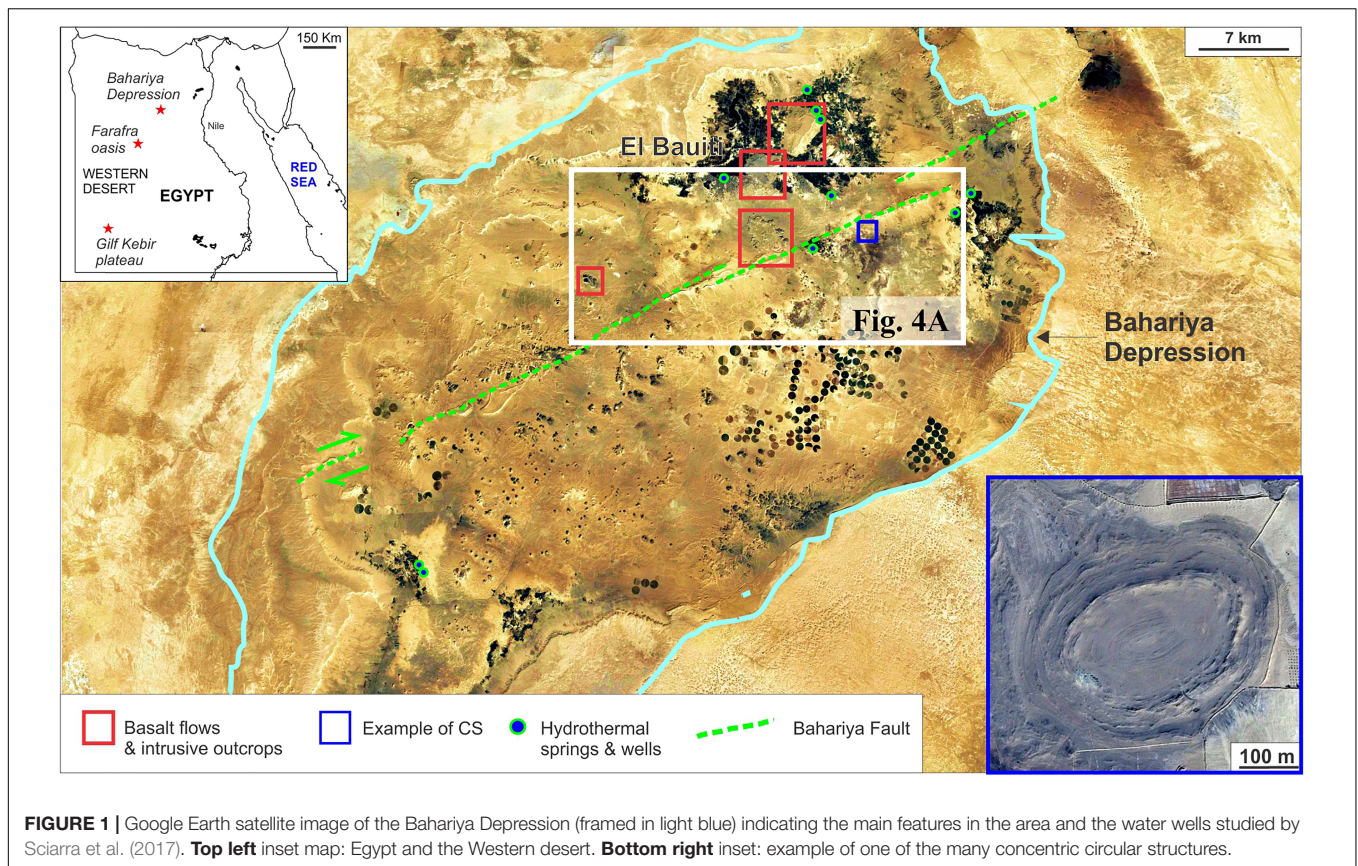 150 Km
Bahariya
Depression
Farafra
oasis
Nile
WESTERN
DESERT
RED
SEA
EGYPT
Gilf Kebir
plateau
7 km
El Bauiti
Fig. 4A
Bahariya
Depression
100 m
Basalt flows
& intrusive outcrops
Example of CS
Hydrothermal
springs & wells
Bahariya Fault
FIGURE 1 | Google Earth satellite image of the Bahariya Depression (framed in light blue) indicating the main features in the area and the water wells studied by
Sciarra et al. (2017). Top left inset map: Egypt and the Western desert. Bottom right inset: example of one of the many concentric circular structures.